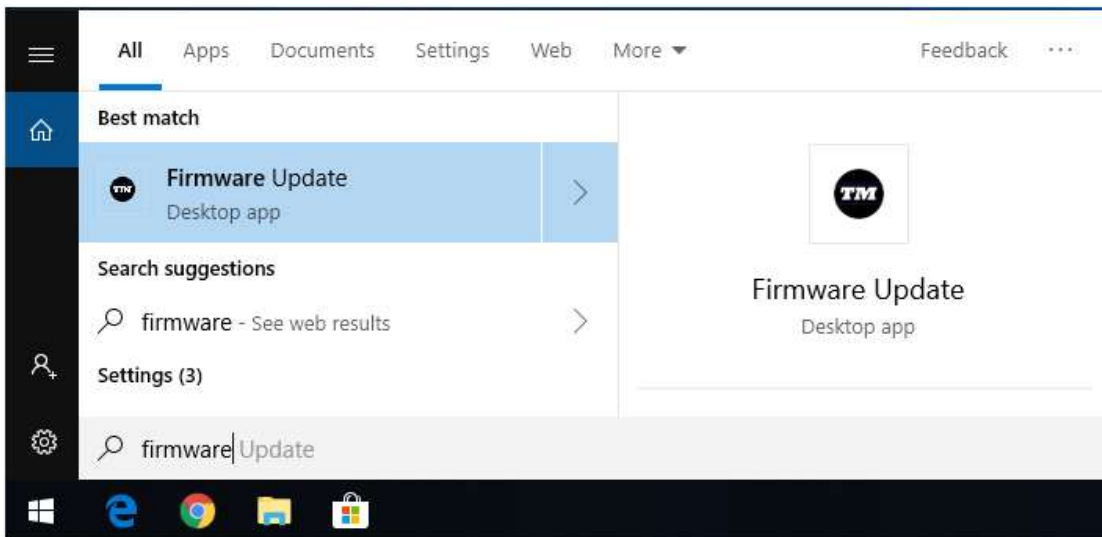 All Apps Documents Settings Web More Feedback ...
Best match
Firmware Update
Desktop app
Search suggestions
firmware - See web results
Settings (3)
firmware Update
TM
Firmware Update
Desktop app